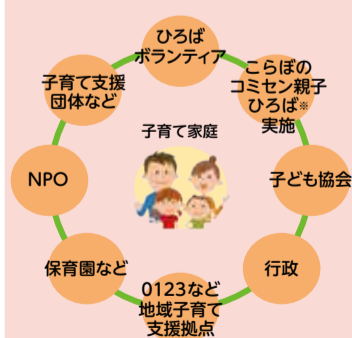 ひろば
ボランティア
こらぼの
コミセン親子
ひろば※
実施
子ども協会
行政
0123など
地域子育て
支援拠点
保育園など
NPO
子育て支援
団体など
子育て家庭